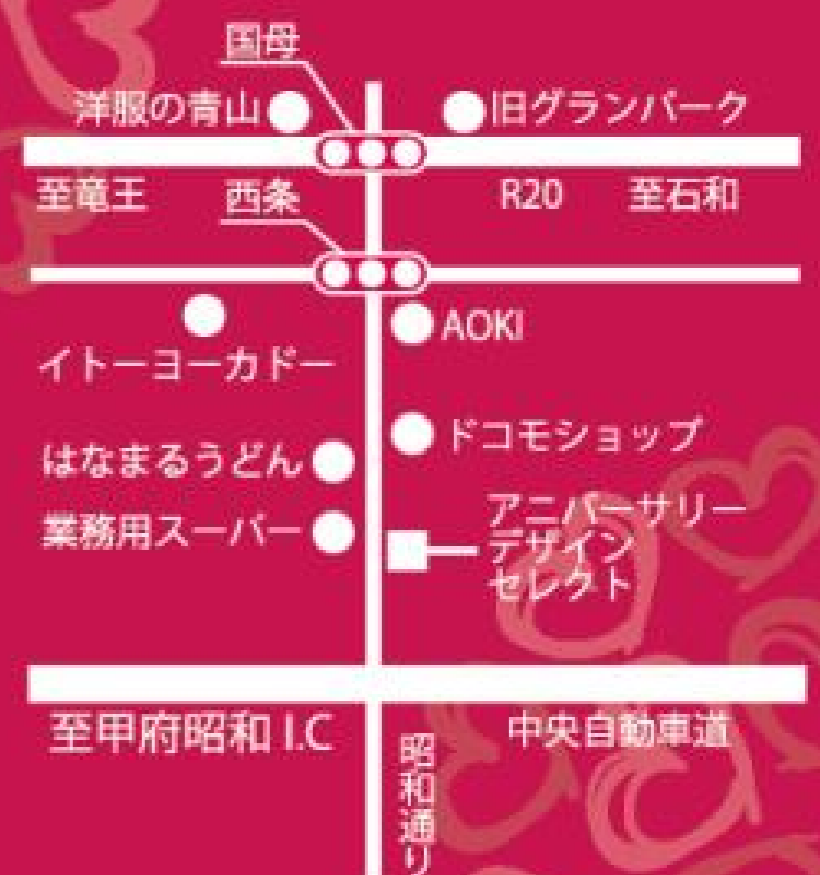 国母
洋服の青山
旧グランパーク
至竜王
西条
R20
至石和
AOKI
イトーヨーカドー
ドコモショップ
はなまるうどん
業務用スーパー
アニバーサリー
デザイン
セレクト
至甲府昭和 I.C
中央自動車道
昭和通り